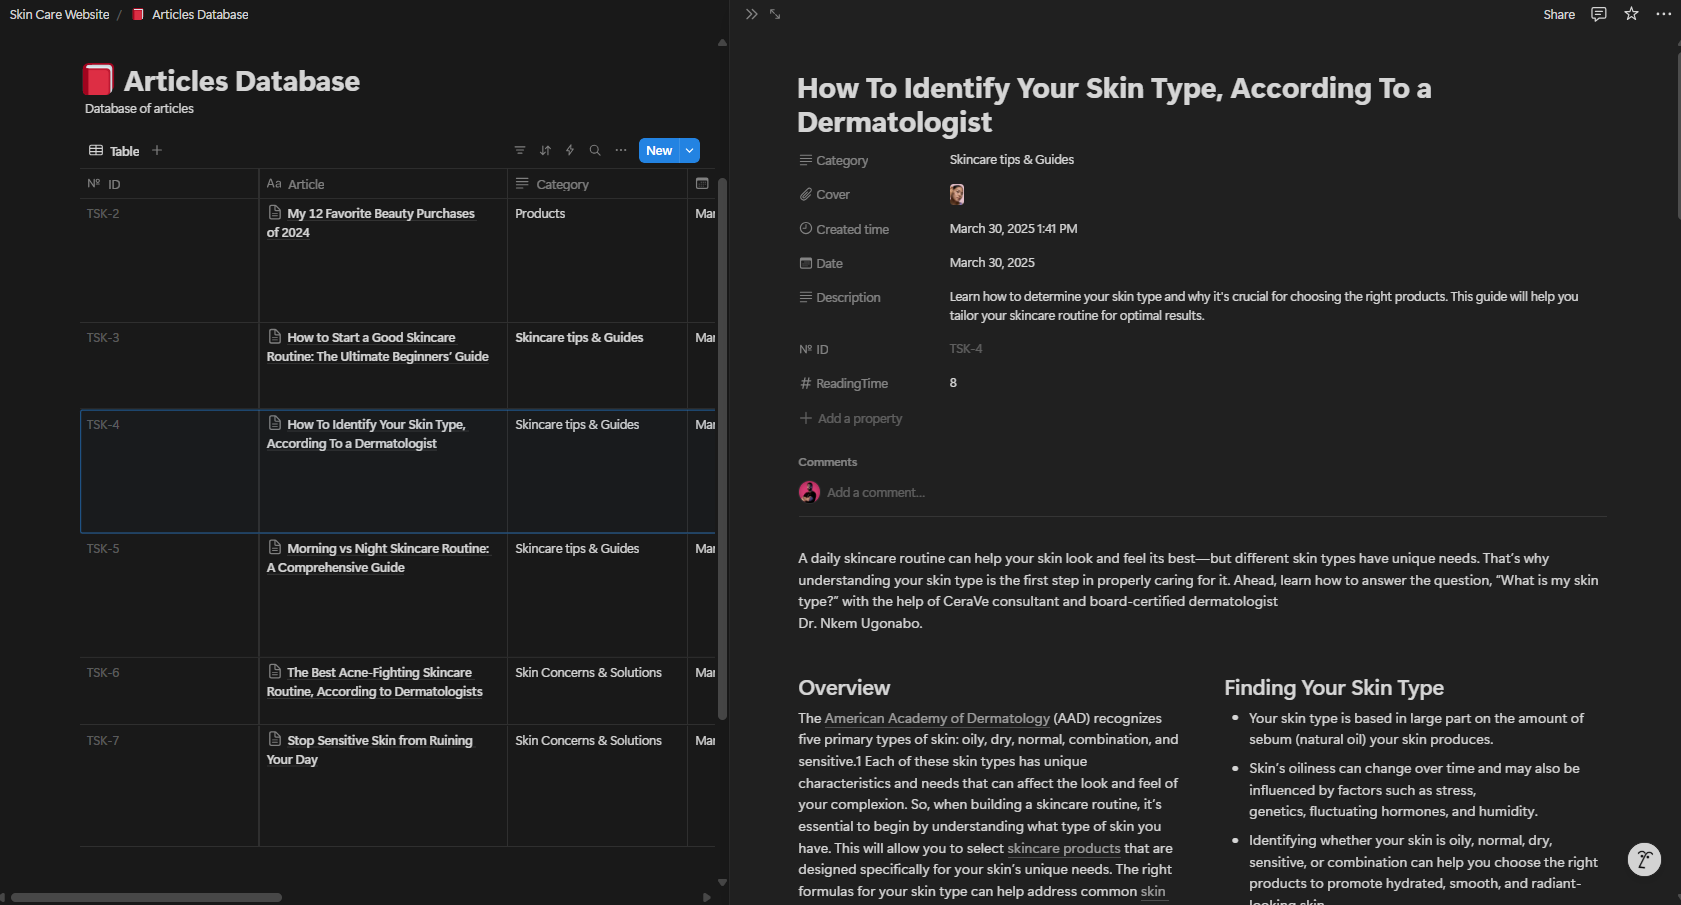 Skin Care Website / Articles Database
Share
Articles Database
Database of articles
Table
New
Nº ID
Aa Article
Category
TSK-2
My 12 Favorite Beauty Purchases
of 2024
Products
Mar
TSK-3
How to Start a Good Skincare
Routine: The Ultimate Beginners’ Guide
Skincare tips & Guides
Mar
TSK-4
How To Identify Your Skin Type,
According To a Dermatologist
Skincare tips & Guides
Mar
TSK-5
Morning vs Night Skincare Routine:
A Comprehensive Guide
Skincare tips & Guides
Mar
TSK-6
The Best Acne-Fighting Skincare
Routine, According to Dermatologists
Skin Concerns & Solutions
Mar
TSK-7
Stop Sensitive Skin from Ruining
Your Day
Skin Concerns & Solutions
Mar
How To Identify Your Skin Type, According To a
Dermatologist
Category
Skincare tips & Guides
Cover
Created time
March 30, 2025 1:41 PM
Date
March 30, 2025
Description
Learn how to determine your skin type and why it's crucial for choosing the right products. This guide will help you
tailor your skincare routine for optimal results.
Nº ID
TSK-4
# ReadingTime
8
+ Add a property
Comments
Add a comment...
A daily skincare routine can help your skin look and feel its best—but different skin types have unique needs. That’s why
understanding your skin type is the first step in properly caring for it. Ahead, learn how to answer the question, “What is my skin
type?” with the help of CeraVe consultant and board-certified dermatologist
Dr. Nkem Ugonabo.
Overview
The American Academy of Dermatology (AAD) recognizes
five primary types of skin: oily, dry, normal, combination, and
sensitive.1 Each of these skin types has unique
characteristics and needs that can affect the look and feel of
your complexion. So, when building a skincare routine, it’s
essential to begin by understanding what type of skin you
have. This will allow you to select skincare products that are
designed specifically for your skin’s unique needs. The right
formulas for your skin type can help address common skin
Finding Your Skin Type
• Your skin type is based in large part on the amount of
sebum (natural oil) your skin produces.
• Skin’s oiliness can change over time and may also be
influenced by factors such as stress,
genetics, fluctuating hormones, and humidity.
• Identifying whether your skin is oily, normal, dry,
sensitive, or combination can help you choose the right
products to promote hydrated, smooth, and radiant-
looking skin